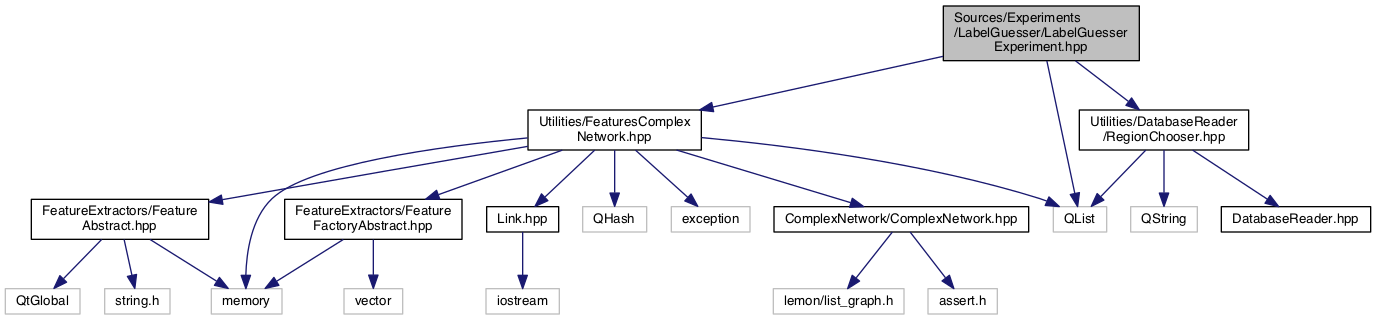 Sources/Experiments
/LabelGuesser/LabelGuesser
Experiment.hpp
Utilities/FeaturesComplex
Network.hpp
Utilities/DatabaseReader
/RegionChooser.hpp
FeatureExtractors/Feature
Abstract.hpp
FeatureExtractors/Feature
FactoryAbstract.hpp
Link.hpp
QHash
exception
ComplexNetwork/ComplexNetwork.hpp
QList
QString
DatabaseReader.hpp
QtGlobal
string.h
memory
vector
iostream
lemon/list_graph.h
assert.h